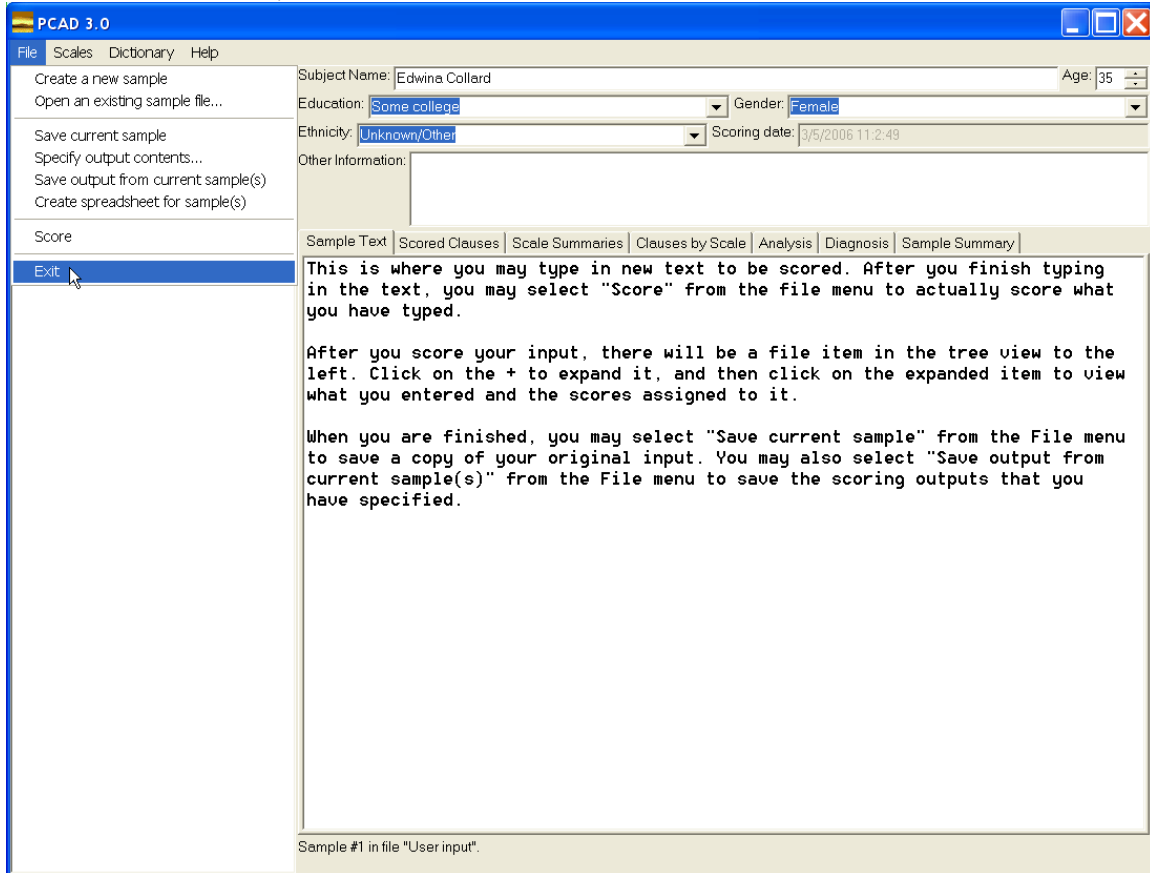 PCAD 3.0
File Scales Dictionary Help
Create a new sample
Open an existing sample file...
Save current sample
Specify output contents...
Save output from current sample(s)
Create spreadsheet for sample(s)
Score
Exit
Subject Name: Edwina Collard Age: 35
Education: Some college Gender: Female
Ethnicity: Unknown/Other Scoring date: 3/5/2006 11:2:49
Other Information:
Sample Text Scored Clauses Scale Summaries Clauses by Scale Analysis Diagnosis Sample Summary
This is where you may type in new text to be scored. After you finish typing
in the text, you may select "Score" from the file menu to actually score what
you have typed.
After you score your input, there will be a file item in the tree view to the
left. Click on the + to expand it, and then click on the expanded item to view
what you entered and the scores assigned to it.
When you are finished, you may select "Save current sample" from the File menu
to save a copy of your original input. You may also select "Save output from
current sample(s)" from the File menu to save the scoring outputs that you
have specified.
Sample #1 in file "User input".